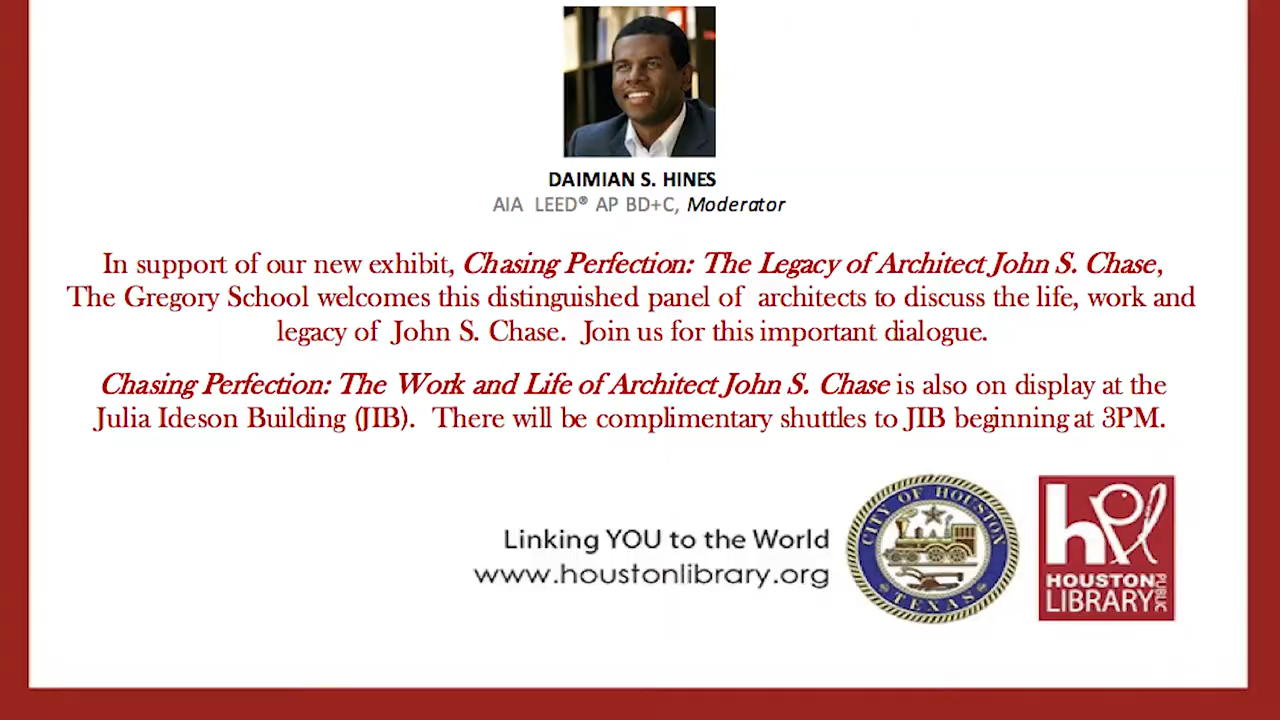 DAIMIAN S. HINES
AIA LEED® AP BD+C, Moderator
In support of our new exhibit, Chasing Perfection: The Legacy of Architect John S. Chase,
The Gregory School welcomes this distinguished panel of architects to discuss the life, work and
legacy of John S. Chase. Join us for this important dialogue.
Chasing Perfection: The Work and Life of Architect John S. Chase is also on display at the
Julia Ideson Building (JIB). There will be complimentary shuttles to JIB beginning at 3PM.
Linking YOU to the World
www.houstonlibrary.org
CITY OF HOUSTON
TEXAS
hpl
HOUSTON
LIBRARY
PUBLIC